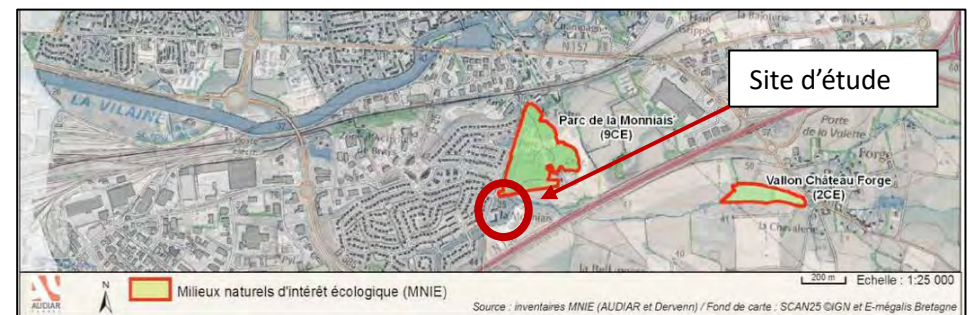 Site d'étude
N 157
LA VILAINE
Parc de la Monniais
(9CE)
Porte
de la Valette
Forge
Vallon Château Forge
(2CE)
la Chevalerie
AUDIAR
RENNES
N
Milieux naturels d'intérêt écologique (MNIE)
200 m
Echelle : 1:25 000
Source : inventaires MNIE (AUDIAR et Dervenn) / Fond de carte : SCAN25 ©IGN et E-mégalis Bretagne